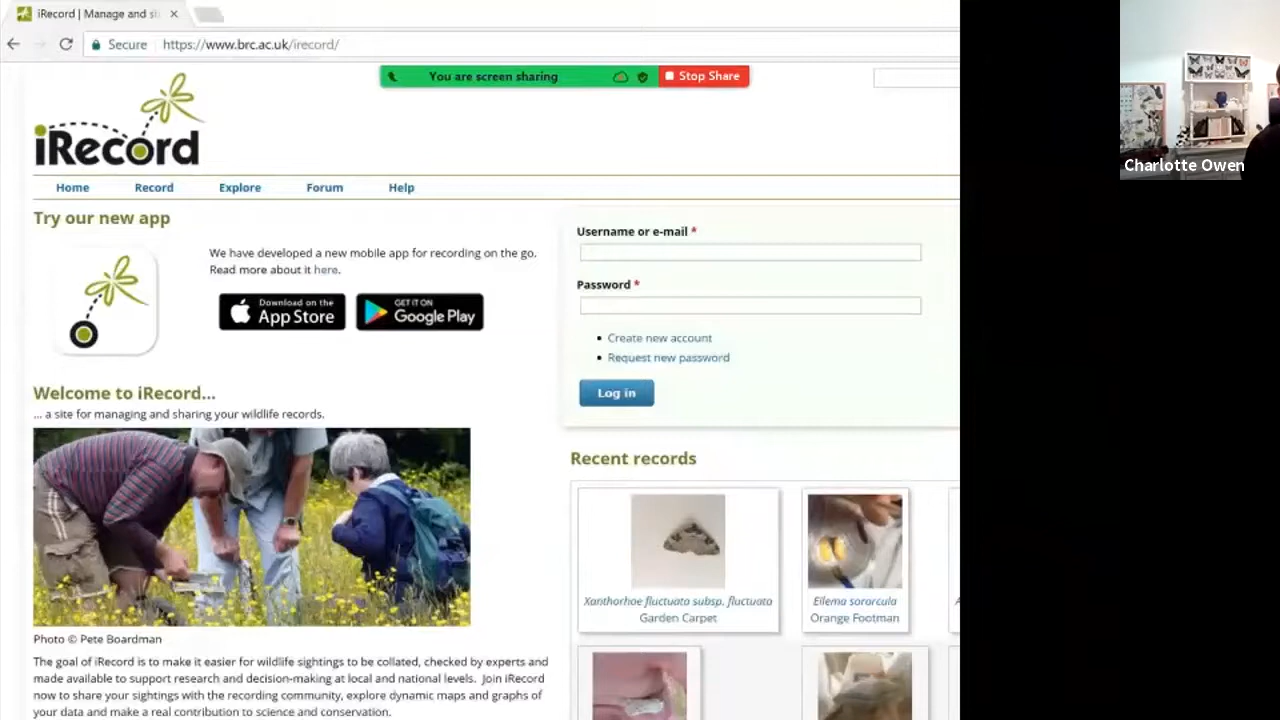 iRecord | Manage and
Secure
https://www.brc.ac.uk/irecord/
You are screen sharing
Stop Share
iRecord
Home
Record
Explore
Forum
Help
Try our new app
We have developed a new mobile app for recording on the go.
Read more about it here.
Download on the
App Store
GET IT ON
Google Play
Username or e-mail *
Password *
Create new account
Request new password
Log in
Welcome to iRecord...
... a site for managing and sharing your wildlife records.
Photo © Pete Boardman
The goal of iRecord is to make it easier for wildlife sightings to be collated, checked by experts and
made available to support research and decision-making at local and national levels. Join iRecord
now to share your sightings with the recording community, explore dynamic maps and graphs of
your data and make a real contribution to science and conservation.
Recent records
Xanthorhoe fluctuata subsp. fluctuata
Garden Carpet
Eilema sororcula
Orange Footman
Charlotte Owen